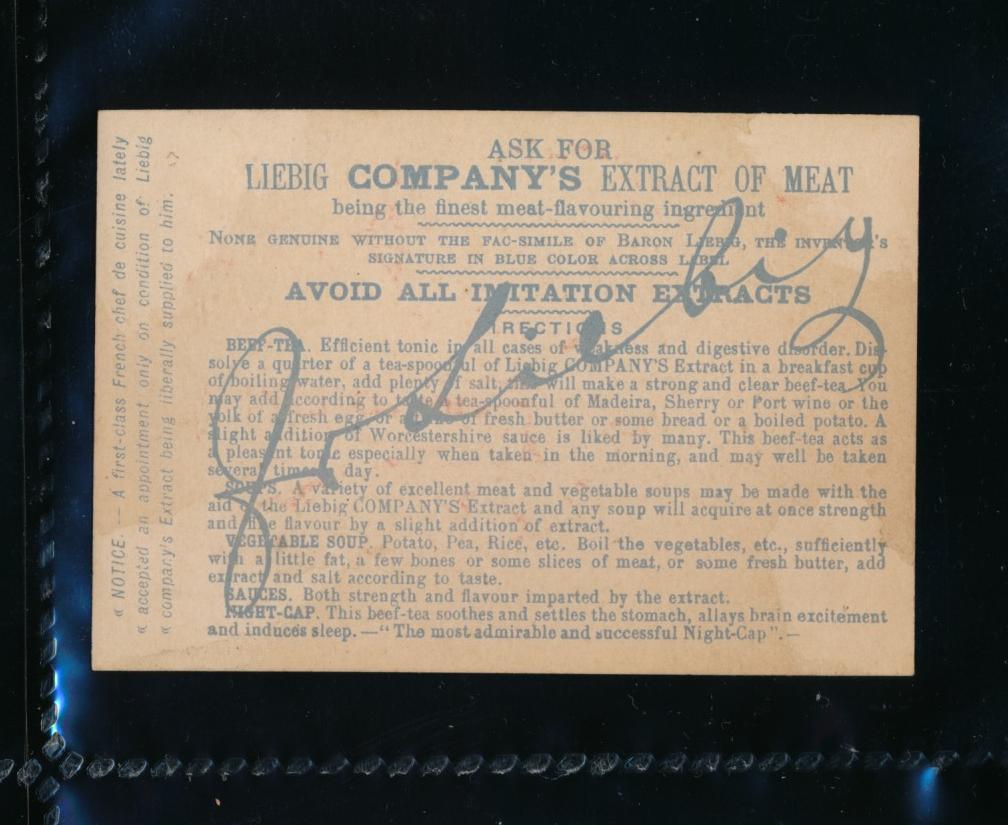 ASK FOR
LIEBIG COMPANY'S EXTRACT OF MEAT
being the finest meat-flavouring ingredient
NONE GENUINE WITHOUT THE FAC-SIMILE OF BARON LIEBIG, THE INVENTOR'S
SIGNATURE IN BLUE COLOR ACROSS LABEL
AVOID ALL IMITATION EXTRACTS
DIRECTIONS
BEEF-TEA. Efficient tonic in all cases of weakness and digestive disorder. Dis-
solve a quarter of a tea-spoonful of Liebig COMPANY'S Extract in a breakfast cup
of boiling water, add plenty of salt, this will make a strong and clear beef-tea. You
may add according to taste a tea-spoonful of Madeira, Sherry or Port wine or the
yolk of a fresh egg or a of fresh butter or some bread or a boiled potato. A
slight addition of Worcestershire sauce is liked by many. This beef-tea acts as
a pleasant tonic especially when taken in the morning, and may well be taken
several times a day.
SOUPS. A variety of excellent meat and vegetable soups may be made with the
aid of the Liebig COMPANY'S Extract and any soup will acquire at once strength
and fine flavour by a slight addition of extract.
VEGETABLE SOUP. Potato, Pea, Rice, etc. Boil the vegetables, etc., sufficiently
with a little fat, a few bones or some slices of meat, or some fresh butter, add
extract and salt according to taste.
SAUCES. Both strength and flavour imparted by the extract.
NIGHT-CAP. This beef-tea soothes and settles the stomach, allays brain excitement
and induces sleep. —“ The most admirable and successful Night-Cap ”.—
« NOTICE. — A first-class French chef de cuisine lately
« accepted an appointment only on condition of Liebig
« company's Extract being liberally supplied to him. »
J v Liebig